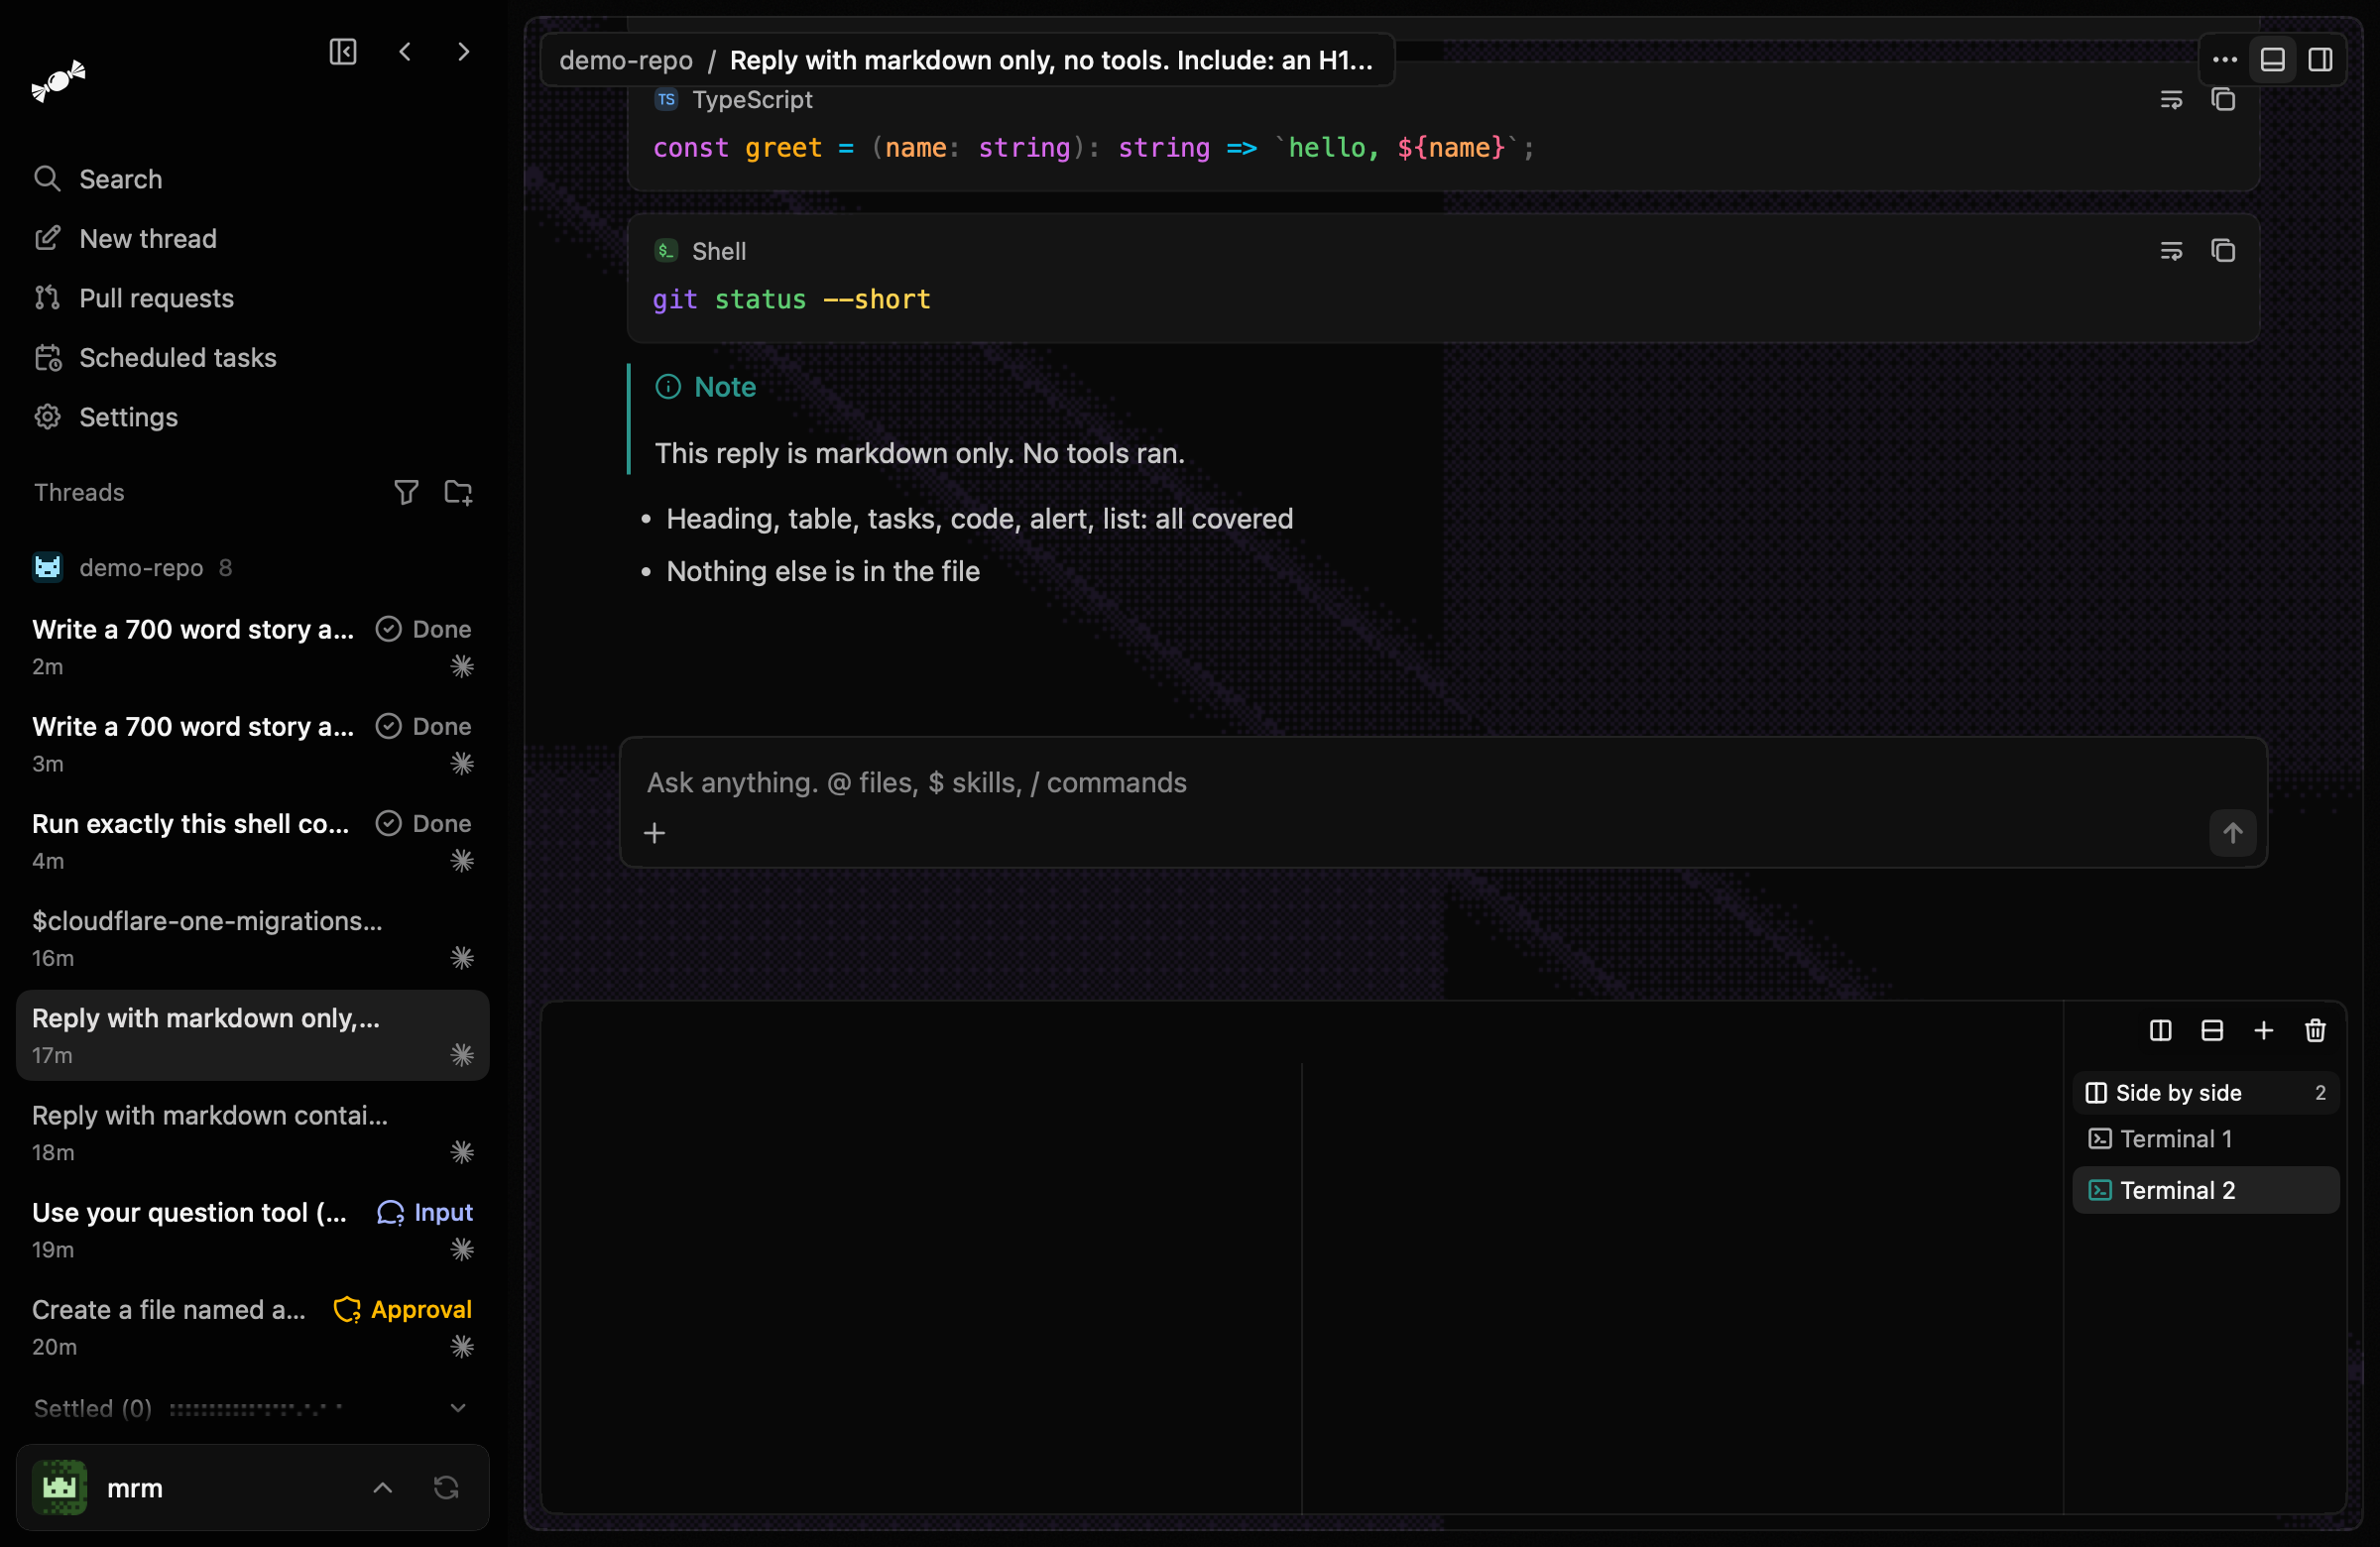 Search
New thread
Pull requests
Scheduled tasks
Settings
Threads
demo-repo 8
Write a 700 word story a... Done
2m
Write a 700 word story a... Done
3m
Run exactly this shell co... Done
4m
$cloudflare-one-migrations...
16m
Reply with markdown only,...
17m
Reply with markdown contai...
18m
Use your question tool (... Input
19m
Create a file named a... Approval
20m
Settled (0)
mrm
demo-repo / Reply with markdown only, no tools. Include: an H1...
TS TypeScript
const greet = (name: string): string => `hello, ${name}`;
$_ Shell
git status --short
Note
This reply is markdown only. No tools ran.
• Heading, table, tasks, code, alert, list: all covered
• Nothing else is in the file
Ask anything. @ files, $ skills, / commands
Side by side 2
Terminal 1
Terminal 2